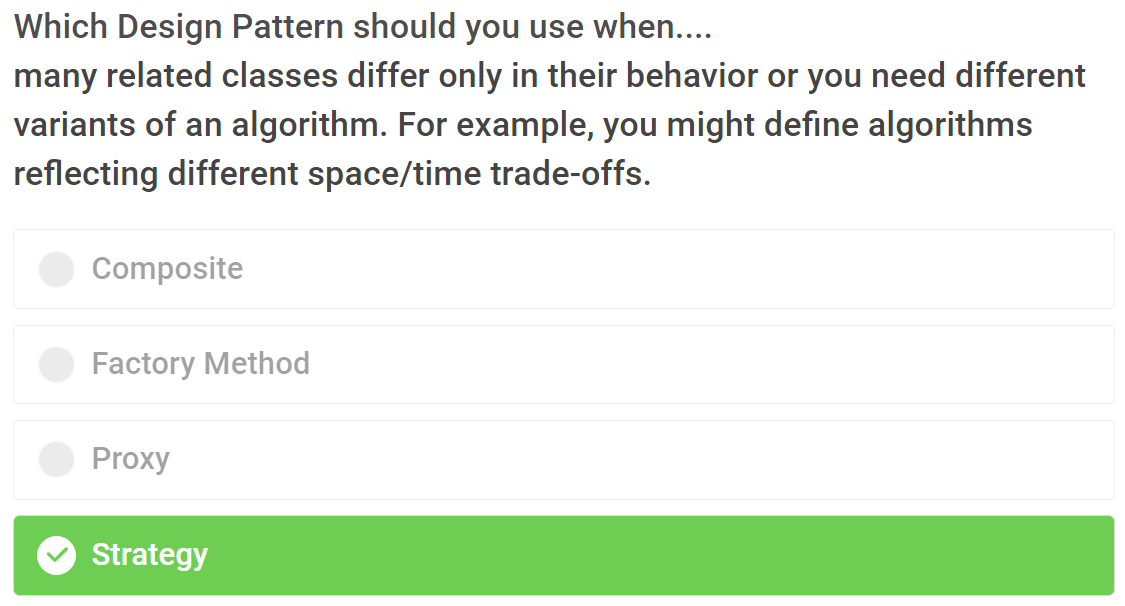 Which Design Pattern should you use when....
many related classes differ only in their behavior or you need different
variants of an algorithm. For example, you might define algorithms
reflecting different space/time trade-offs.
Composite
Factory Method
Proxy
Strategy